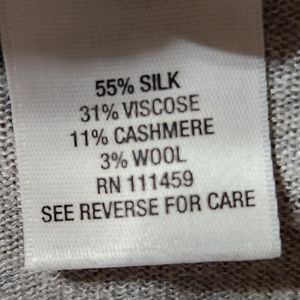 55% SILK
31% VISCOSE
11% CASHMERE
3% WOOL
RN 111459
SEE REVERSE FOR CARE